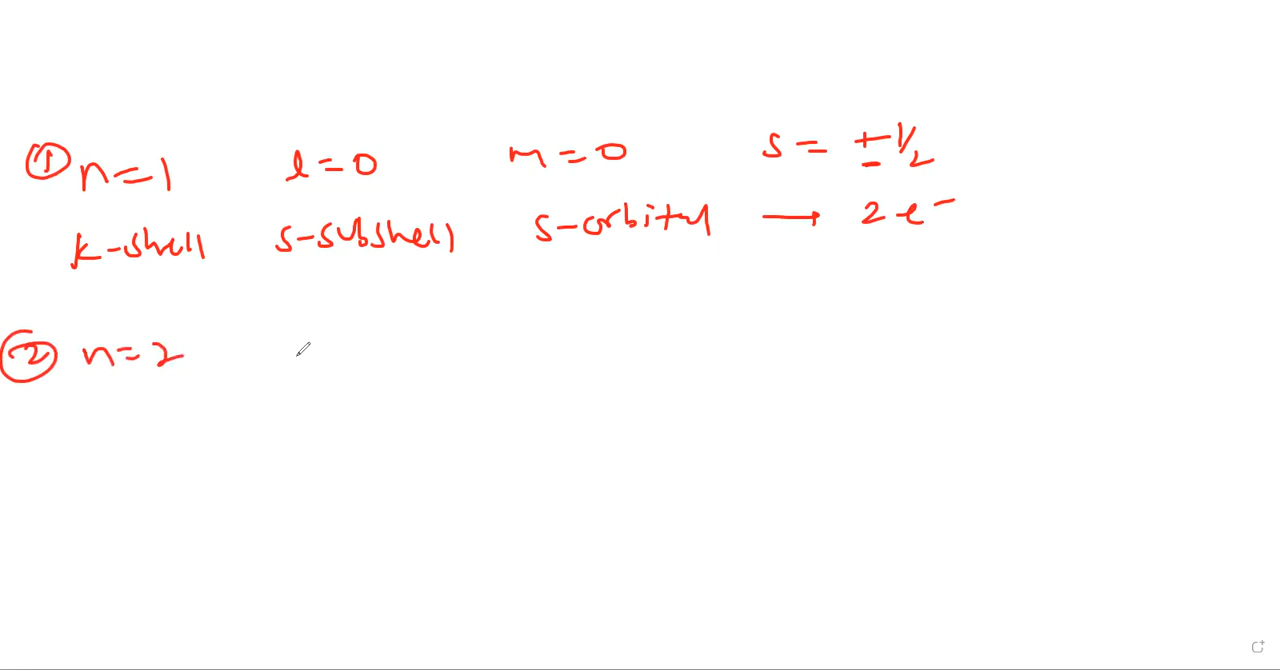 ① n=1 l=0 m=0 s=±1/2
k-shell s-subshell s-orbital → 2e⁻
② n=2